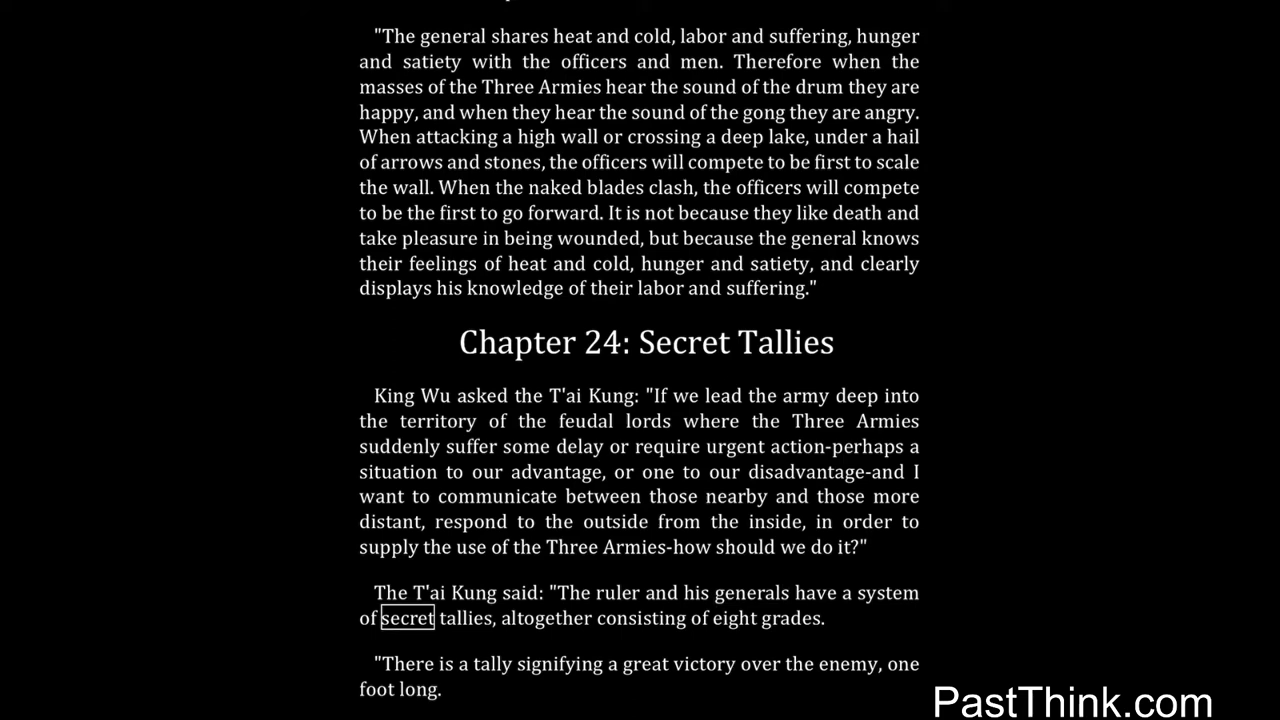 "The general shares heat and cold, labor and suffering, hunger
and satiety with the officers and men. Therefore when the
masses of the Three Armies hear the sound of the drum they are
happy, and when they hear the sound of the gong they are angry.
When attacking a high wall or crossing a deep lake, under a hail
of arrows and stones, the officers will compete to be first to scale
the wall. When the naked blades clash, the officers will compete
to be the first to go forward. It is not because they like death and
take pleasure in being wounded, but because the general knows
their feelings of heat and cold, hunger and satiety, and clearly
displays his knowledge of their labor and suffering."
Chapter 24: Secret Tallies
King Wu asked the T'ai Kung: "If we lead the army deep into
the territory of the feudal lords where the Three Armies
suddenly suffer some delay or require urgent action-perhaps a
situation to our advantage, or one to our disadvantage-and I
want to communicate between those nearby and those more
distant, respond to the outside from the inside, in order to
supply the use of the Three Armies-how should we do it?"
The T'ai Kung said: "The ruler and his generals have a system
of secret tallies, altogether consisting of eight grades.
"There is a tally signifying a great victory over the enemy, one
foot long.
PastThink.com